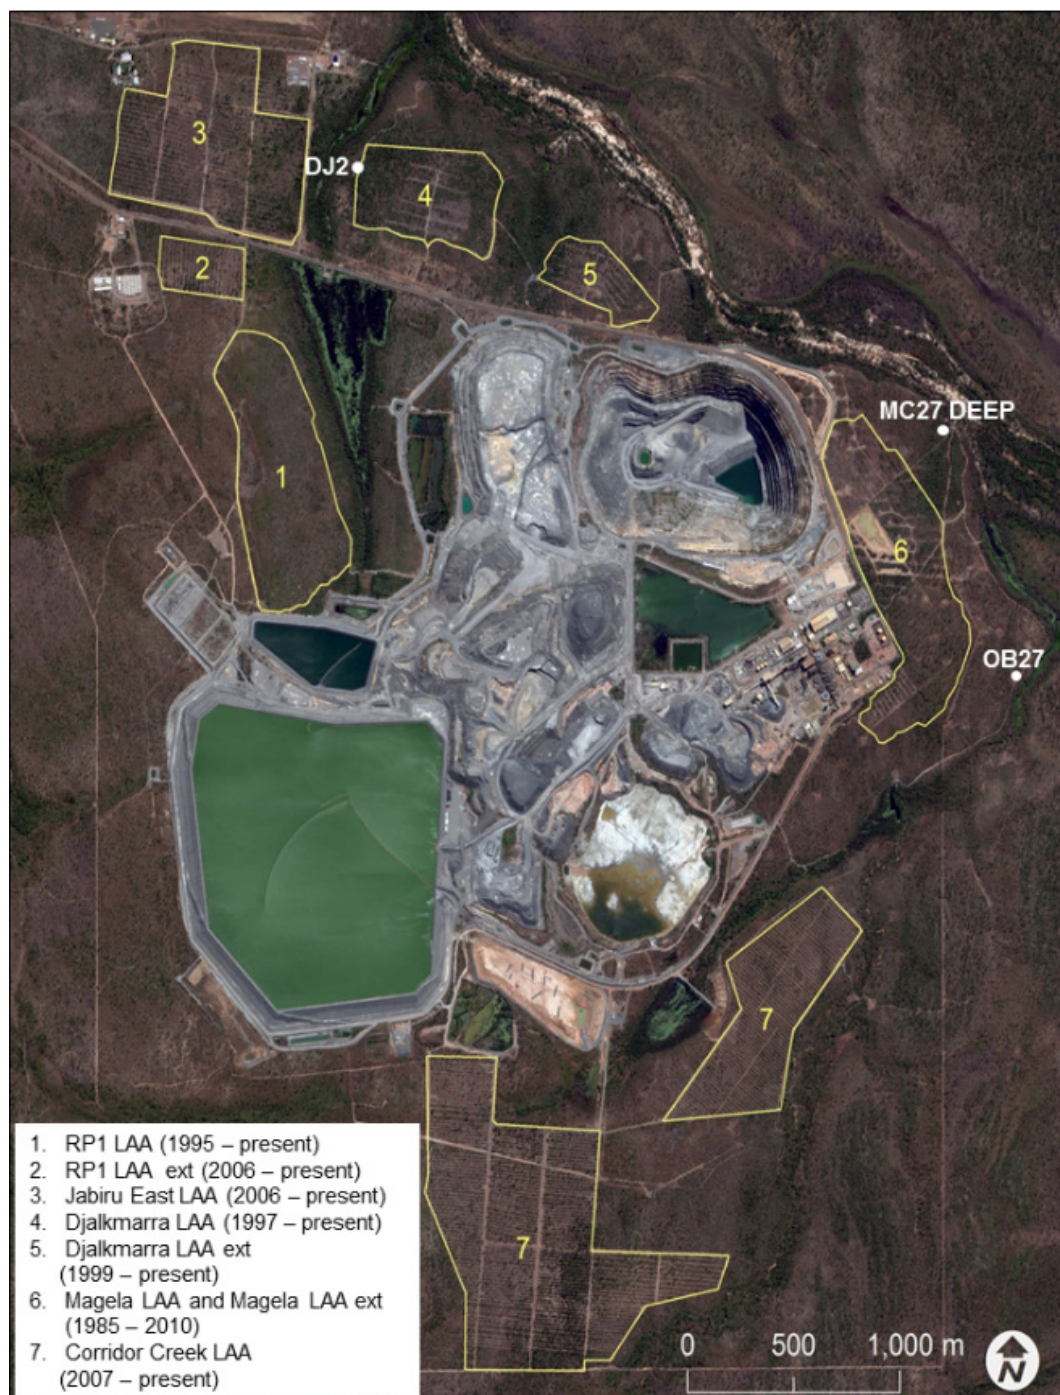 3
DJ2
4
2
5
MC27 DEEP
1
6
OB27
7
1. RP1 LAA (1995 – present)
2. RP1 LAA ext (2006 – present)
3. Jabiru East LAA (2006 – present)
4. Djalkmarra LAA (1997 – present)
5. Djalkmarra LAA ext
(1999 – present)
6. Magela LAA and Magela LAA ext
(1985 – 2010)
7. Corridor Creek LAA
(2007 – present)
7
0 500 1,000 m
N